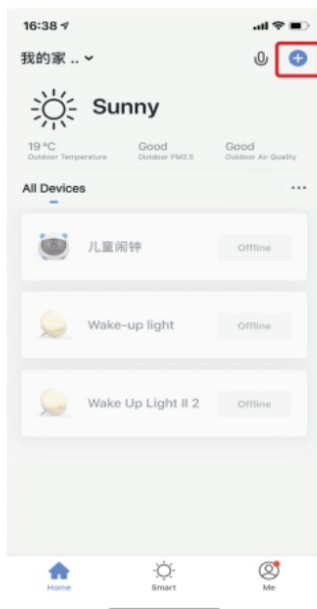 16:38
我的家 ..
Sunny
19 °C
Good
Good
Outdoor Temperature
Outdoor PM2.5
Outdoor Air Quality
All Devices
儿童闹钟
Offline
Wake-up light
Offline
Wake Up Light II 2
Offline
Home
Smart
Me